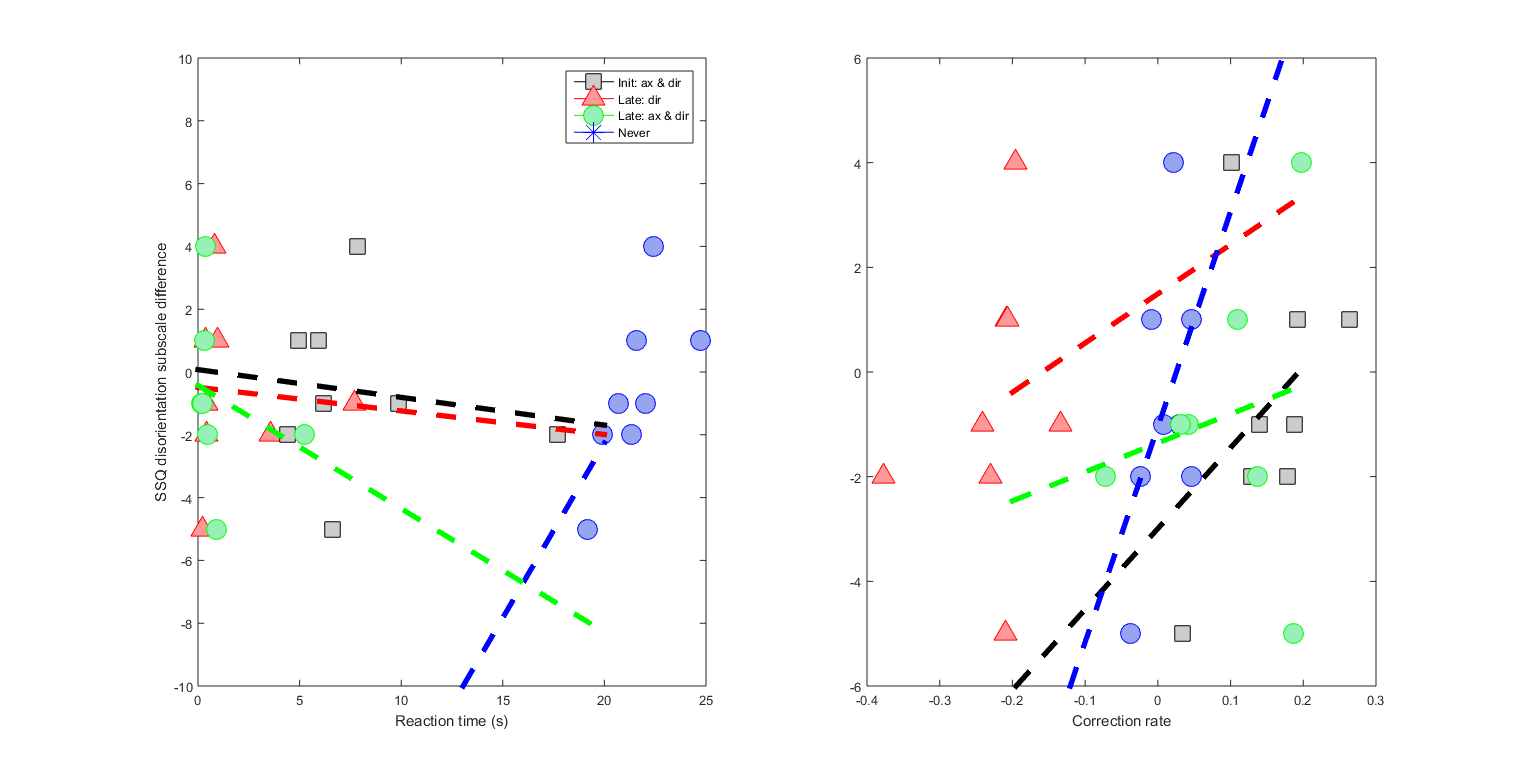 10
8
6
4
2
0
-2
-4
-6
-8
-10
SSQ disorientation subscale difference
0 5 10 15 20 25
Reaction time (s)
Init: ax & dir
Late: dir
Late: ax & dir
Never
6
4
2
0
-2
-4
-6
-0.4 -0.3 -0.2 -0.1 0 0.1 0.2 0.3
Correction rate